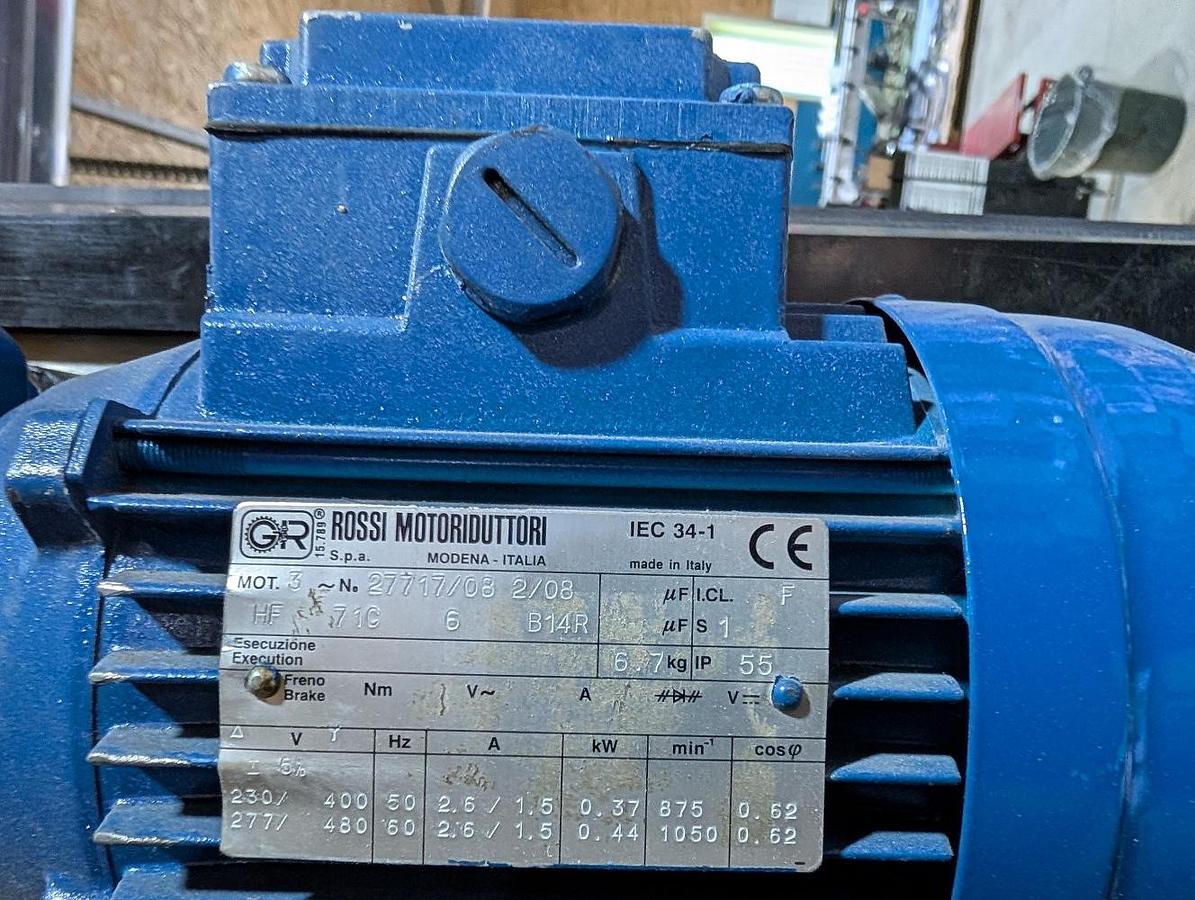 GR ® 15.789 ROSSI MOTORIDUTTORI IEC 34-1 CE
S.p.a. MODENA - ITALIA made in Italy
MOT. 3 ~ No 27717/08 2/08 µF I.CL. F
HF 71C 6 B14R µF S 1
Esecuzione
Execution 6.7 kg IP 55
Freno
Brake Nm V~ A V
Δ V Y Hz A kW min-1 cosφ
± 5%
230/ 400 50 2.6 / 1.5 0.37 875 0.62
277/ 480 60 2.6 / 1.5 0.44 1050 0.62